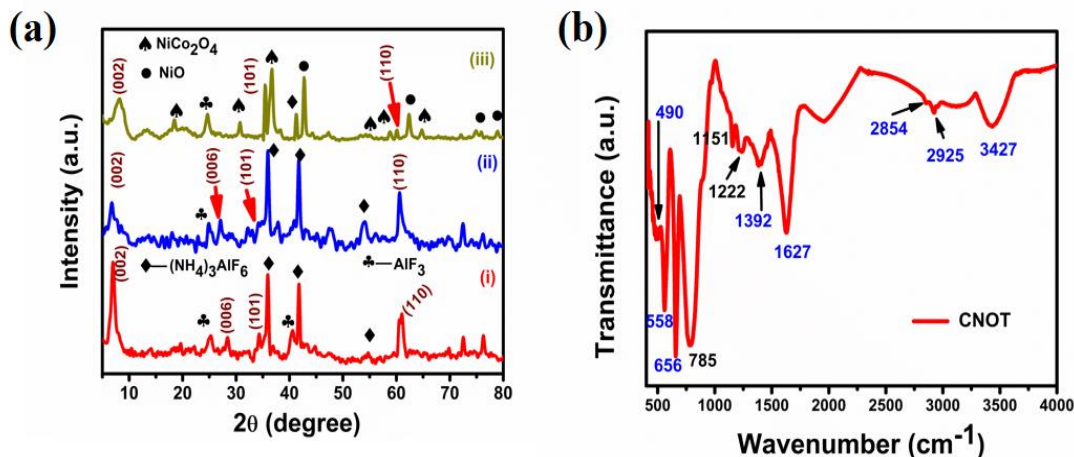 (a)
♠ NiCo2O4
● NiO
(iii)
(002)
(101)
(110)
(ii)
(002)
(006)
(101)
(110)
♦—(NH4)3AlF6
♣—AlF3
(i)
(002)
(006)
(101)
(110)
5 10 20 30 40 50 60 70 80
2θ (degree)
Intensity (a.u.)
(b)
490
1151
1222
1392
1627
2854
2925
3427
558
656
785
CNOT
500 1000 1500 2000 2500 3000 3500 4000
Wavenumber (cm-1)
Transmittance (a.u.)